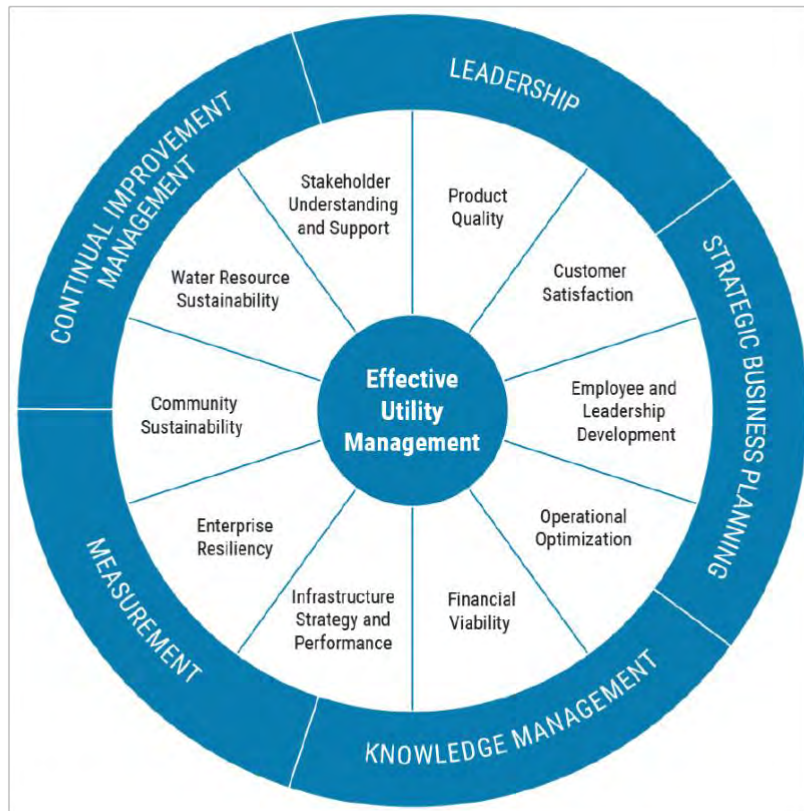 LEADERSHIP
STRATEGIC BUSINESS PLANNING
KNOWLEDGE MANAGEMENT
MEASUREMENT
CONTINUAL IMPROVEMENT
MANAGEMENT
Product
Quality
Customer
Satisfaction
Employee and
Leadership
Development
Operational
Optimization
Financial
Viability
Infrastructure
Strategy and
Performance
Enterprise
Resiliency
Community
Sustainability
Water Resource
Sustainability
Stakeholder
Understanding
and Support
Effective
Utility
Management